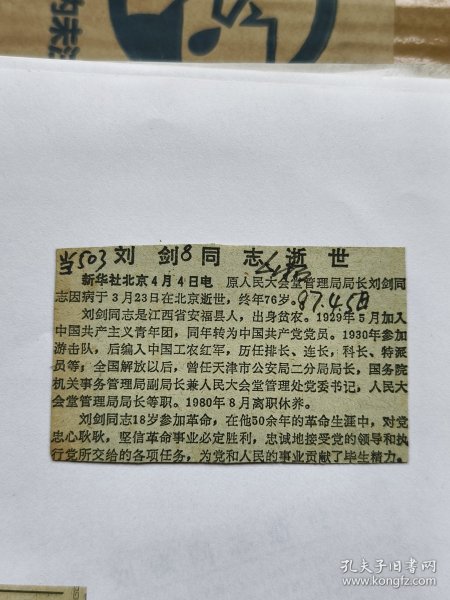 的未注
当503 刘剑8同志逝世
新华社北京4月4日电 原人民大会堂管理局局长刘剑同
志因病于3月23日在北京逝世，终年76岁。87.4.5日
刘剑同志是江西省安福县人，出身贫农。1929年5月加入
中国共产主义青年团，同年转为中国共产党党员。1930年参加
游击队，后编入中国工农红军，历任排长、连长，科长、特派
员等，全国解放以后，曾任天津市公安局二分局局长，国务院
机关事务管理局副局长兼人民大会堂管理处党委书记，人民大
会堂管理局局长等职。1980年8月离职休养。
刘剑同志18岁参加革命，在他50余年的革命生涯中，对党
忠心耿耿，坚信革命事业必定胜利，忠诚地接受党的领导和执
行党所交给的各项任务，为党和人民的事业贡献了毕生精力。
孔夫子旧书网
www.kongfz.com